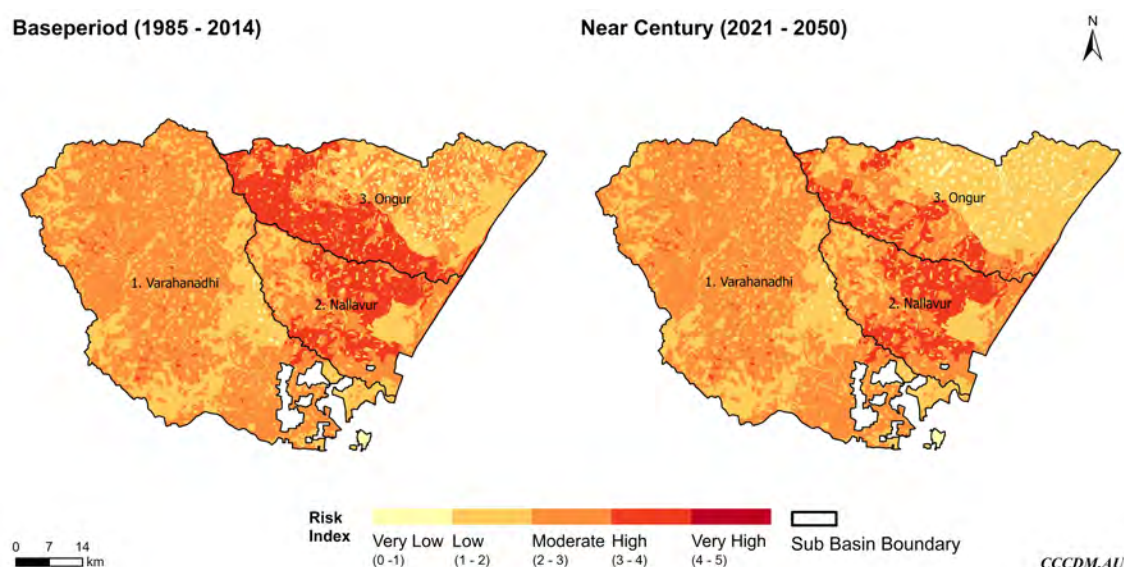 Baseperiod (1985 - 2014)
Near Century (2021 - 2050)
N
3. Ongur
1. Varahanadhi
2. Nallavur
3. Ongur
1. Varahanadhi
2. Nallavur
Risk Index
Very Low (0 -1)
Low (1 - 2)
Moderate (2 - 3)
High (3 - 4)
Very High (4 - 5)
Sub Basin Boundary
0 7 14 km
CCCDM.AU